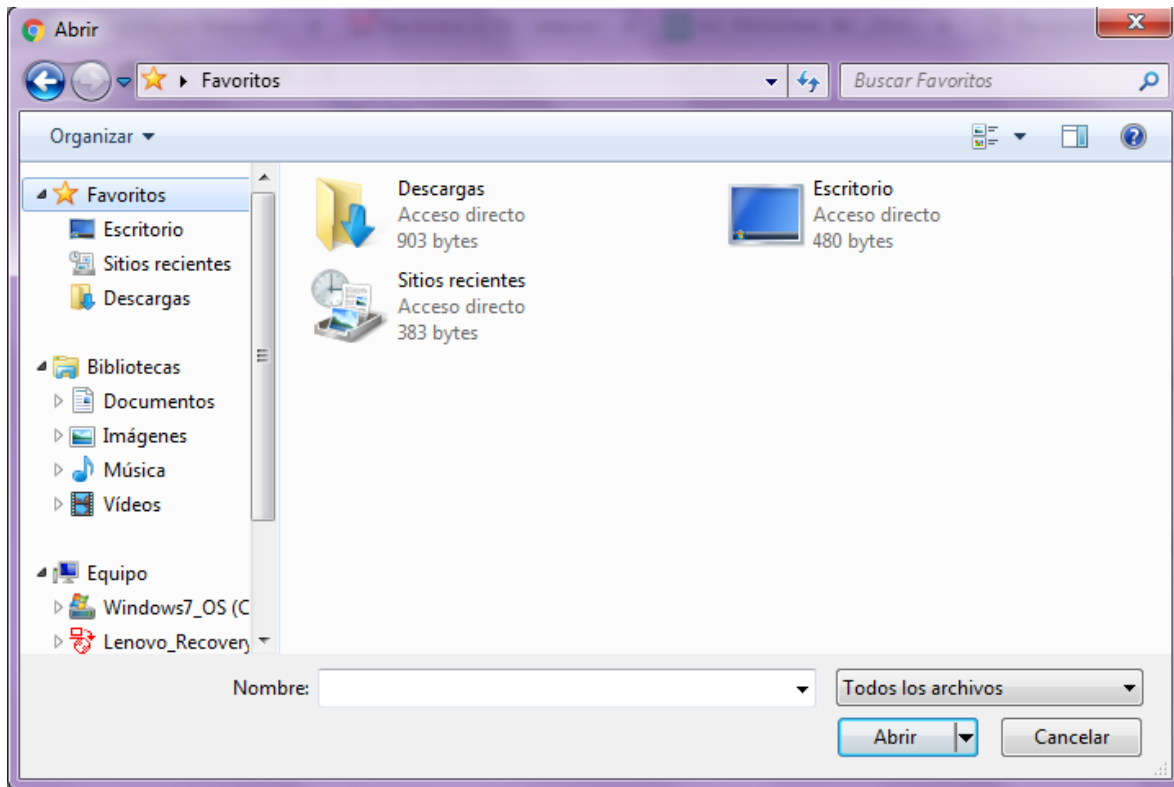 Abrir
Favoritos
Buscar Favoritos
Organizar
Favoritos
Escritorio
Sitios recientes
Descargas
Bibliotecas
Documentos
Imágenes
Música
Vídeos
Equipo
Windows7_OS (C
Lenovo_Recovery
Descargas
Acceso directo
903 bytes
Escritorio
Acceso directo
480 bytes
Sitios recientes
Acceso directo
383 bytes
Nombre:
Todos los archivos
Abrir
Cancelar